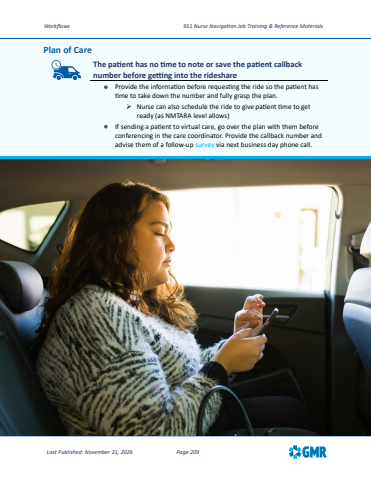 Workflows 911 Nurse Navigation Job Training & Reference Materials
Plan of Care
The patient has no time to note or save the patient callback
number before getting into the rideshare
Provide the information before requesting the ride so the patient has
time to take down the number and fully grasp the plan.
Nurse can also schedule the ride to give patient time to get
ready (as NMTARA level allows)
If sending a patient to virtual care, go over the plan with them before
conferencing in the care coordinator. Provide the callback number and
advise them of a follow-up survey via next business day phone call.
Last Published: November 21, 2026 Page 209 GMR